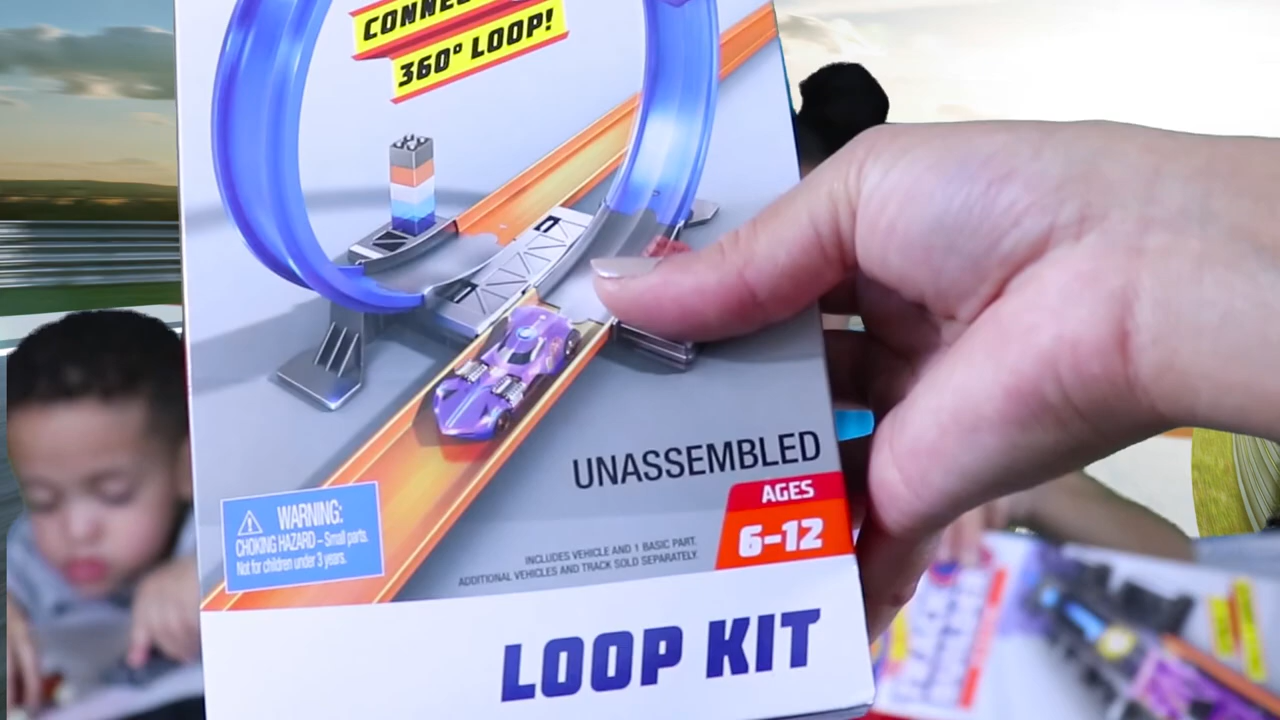 360° LOOP!
UNASSEMBLED
AGES
6-12
WARNING:
CHOKING HAZARD – Small parts.
Not for children under 3 years.
INCLUDES VEHICLE AND 1 BASIC PART.
ADDITIONAL VEHICLES AND TRACK SOLD SEPARATELY.
LOOP KIT